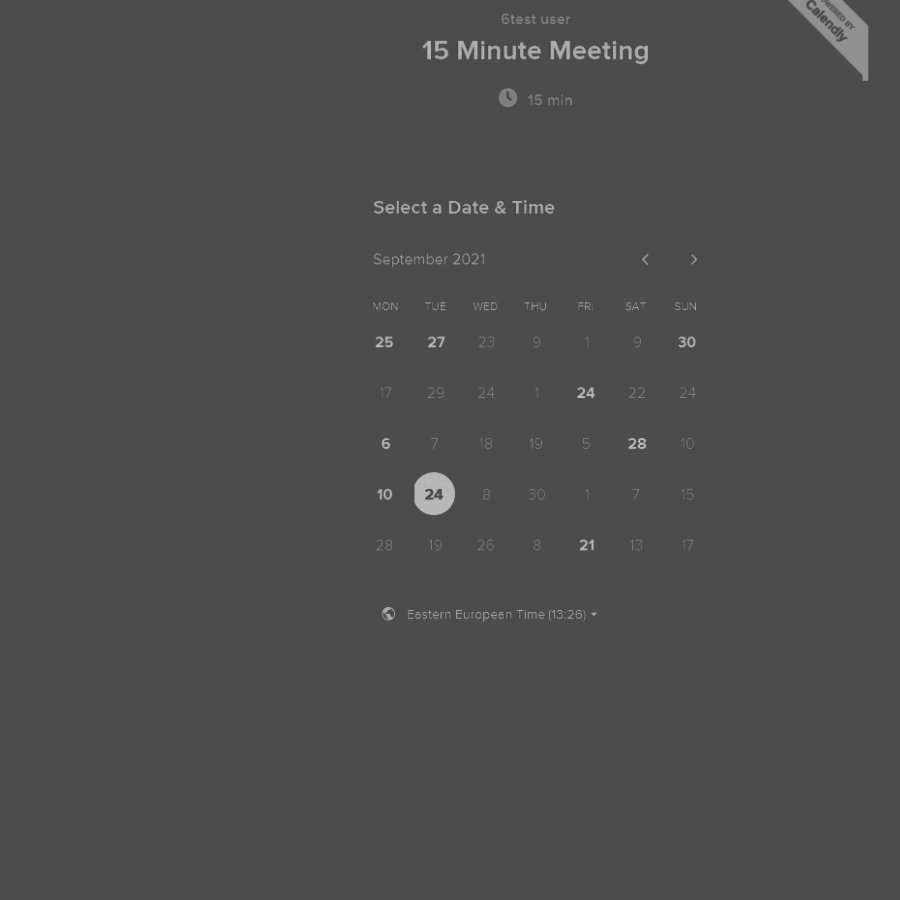 6test user
POWERED BY
Calendly
15 Minute Meeting
15 min
Select a Date & Time
September 2021
MON TUE WED THU FRI SAT SUN
25 27 23 9 1 9 30
17 29 24 1 24 22 24
6 7 18 19 5 28 10
10 24 8 30 1 7 15
28 19 26 8 21 13 17
Eastern European Time (13:26)